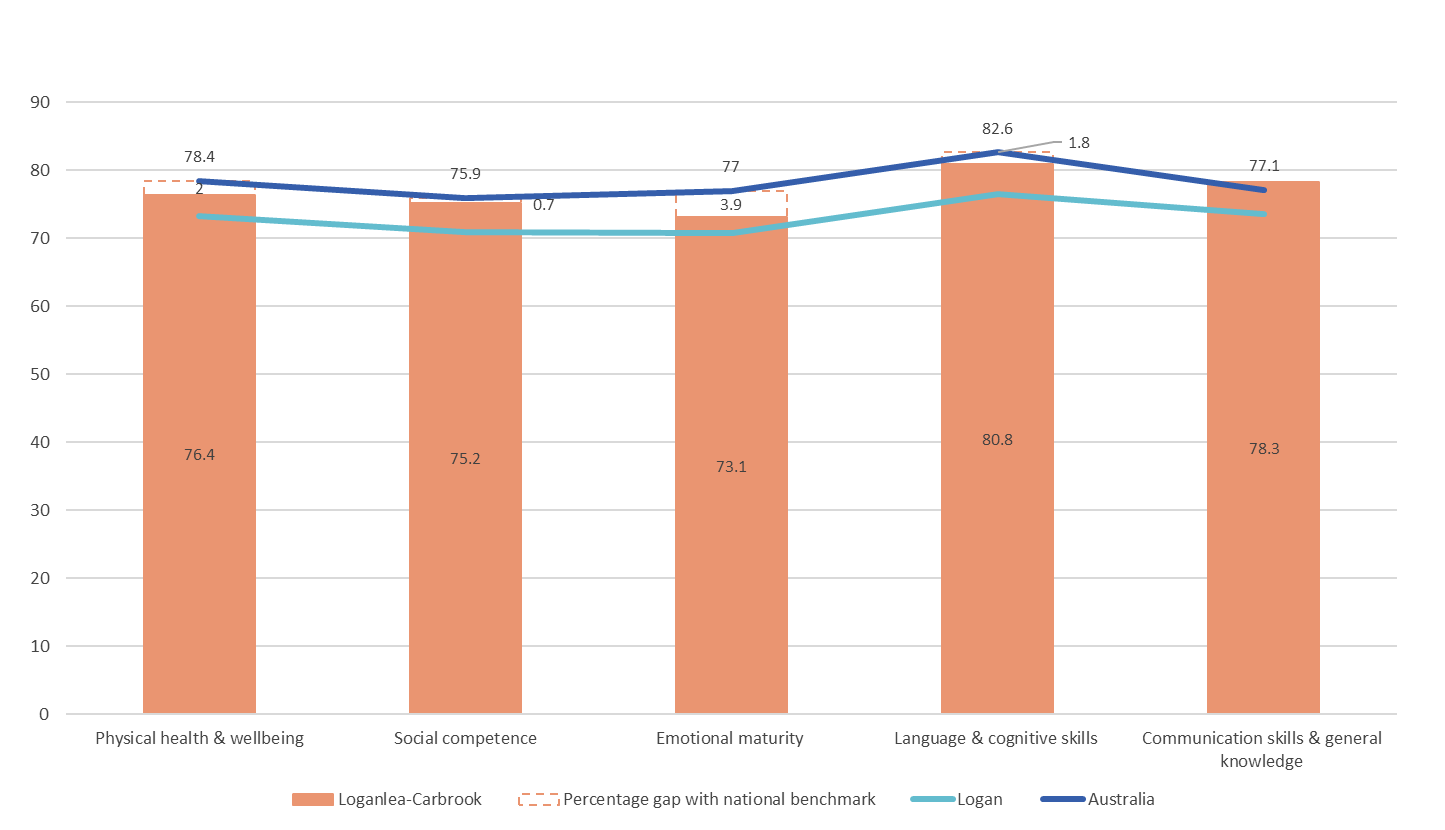 90
80
70
60
50
40
30
20
10
0
78.4
2
75.9
0.7
77
3.9
82.6
1.8
77.1
76.4
75.2
73.1
80.8
78.3
Physical health & wellbeing
Social competence
Emotional maturity
Language & cognitive skills
Communication skills & general
knowledge
Loganlea-Carbrook
Percentage gap with national benchmark
Logan
Australia